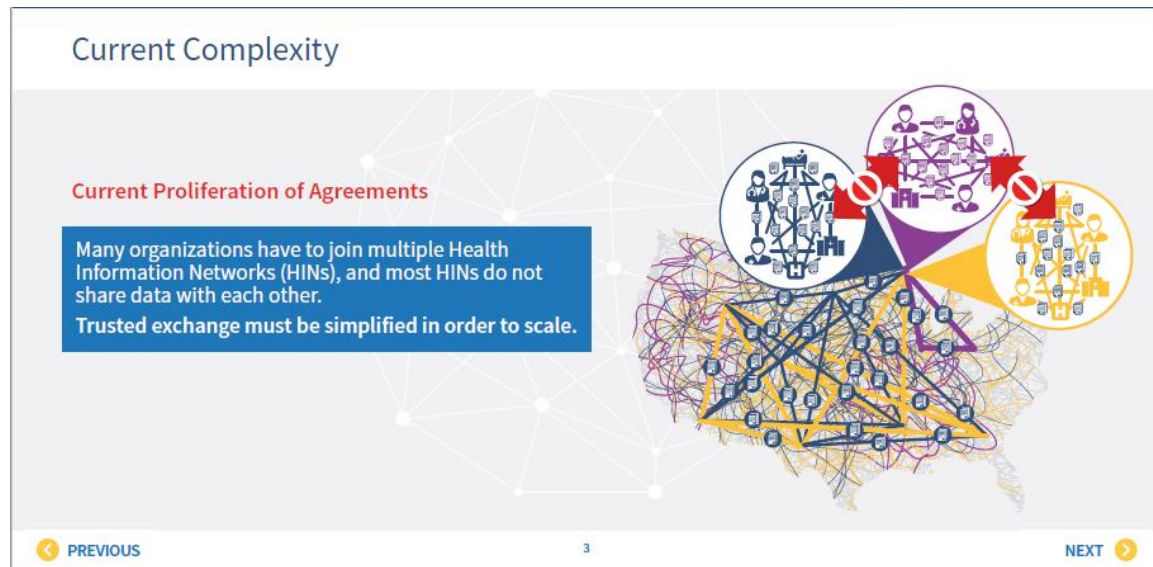 Current Complexity
Current Proliferation of Agreements
Many organizations have to join multiple Health
Information Networks (HINs), and most HINs do not
share data with each other.
Trusted exchange must be simplified in order to scale.
H
H
PREVIOUS
3
NEXT